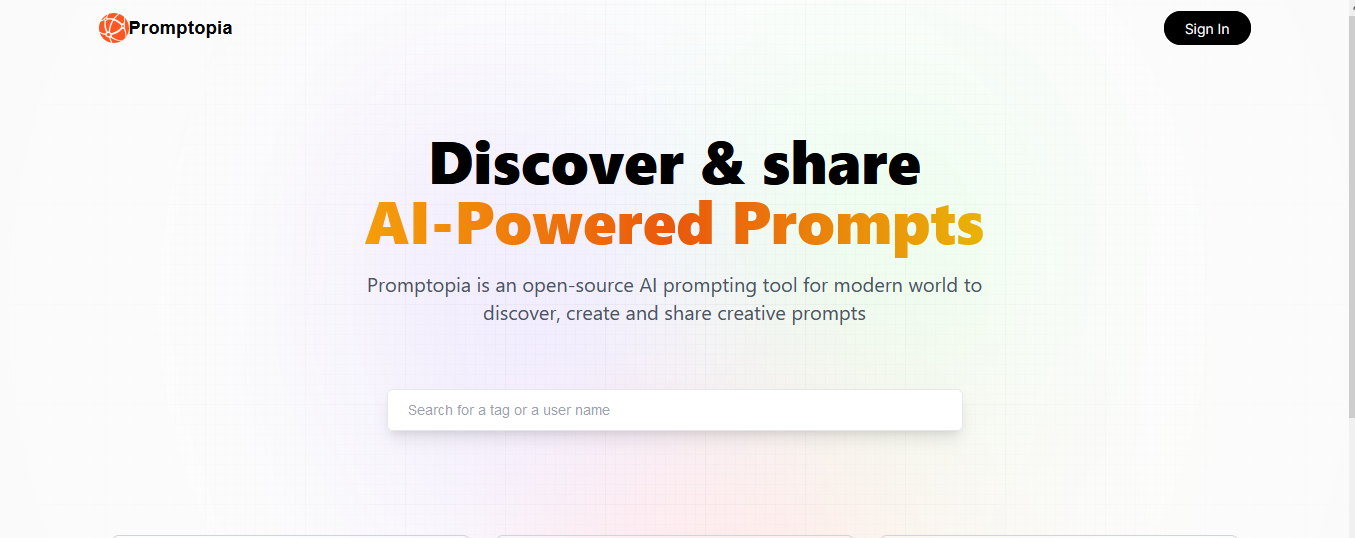 Promptopia
Sign In
Discover & share
AI-Powered Prompts
Promptopia is an open-source AI prompting tool for modern world to
discover, create and share creative prompts
Search for a tag or a user name